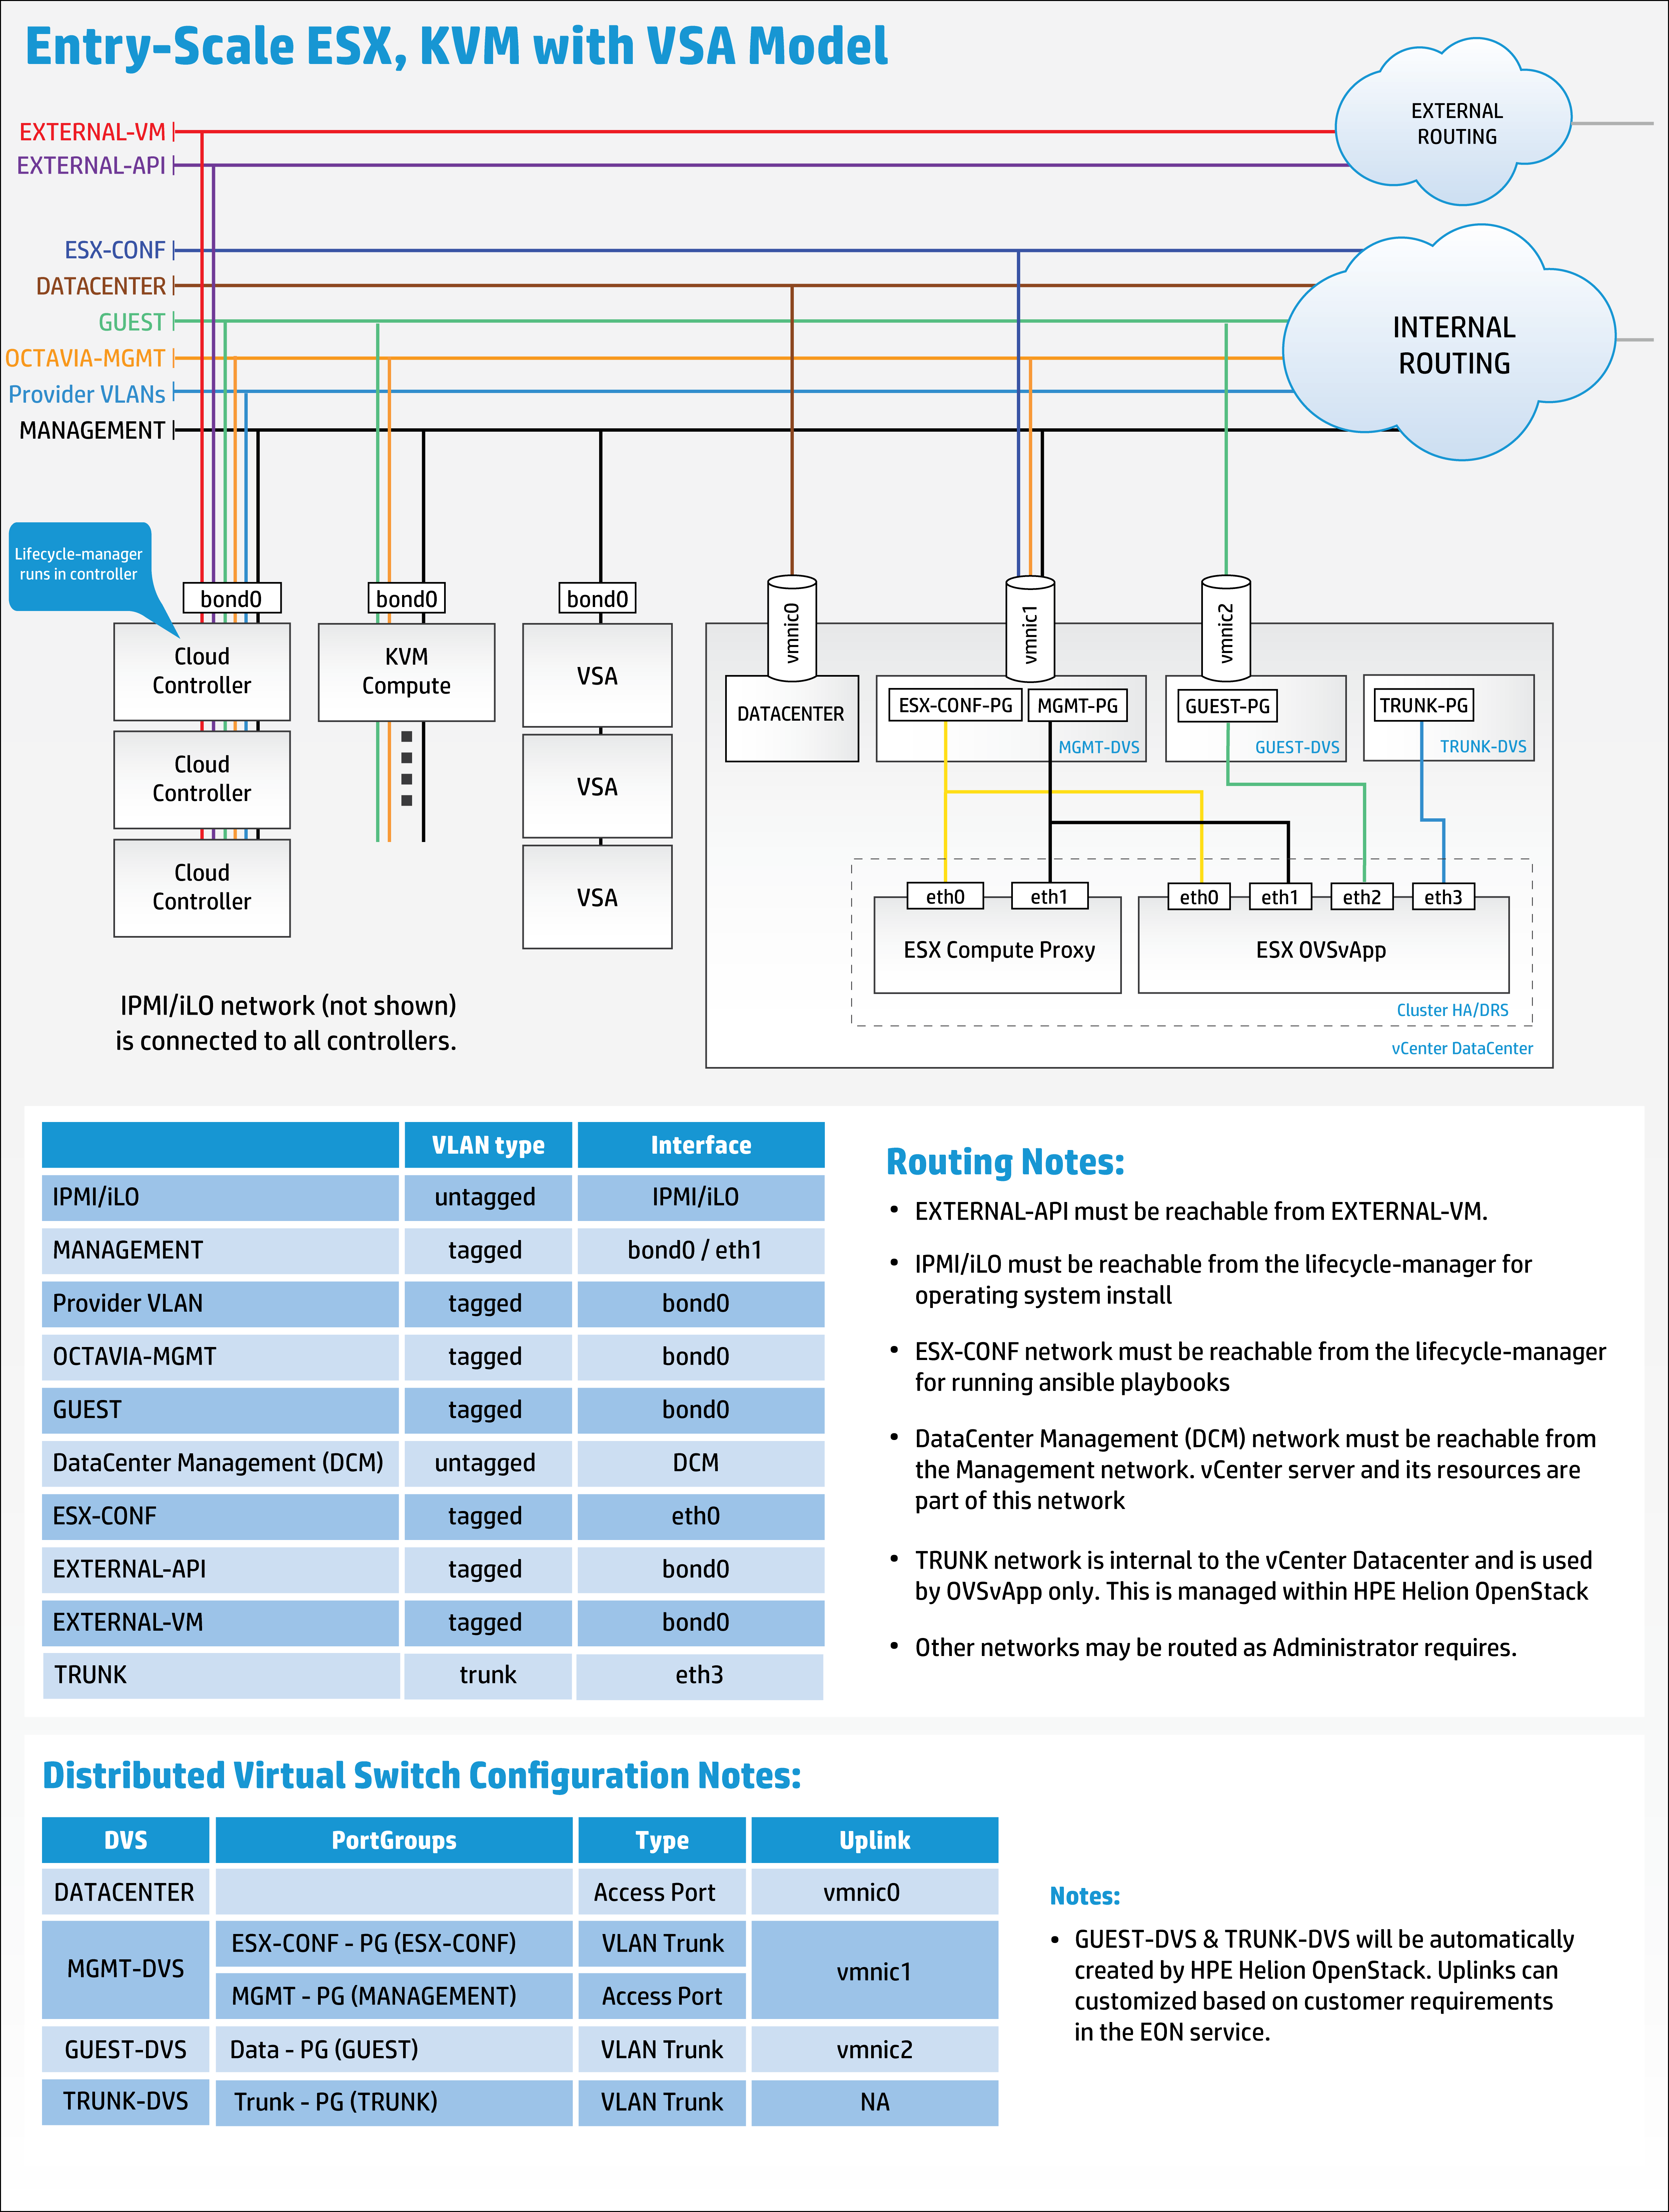 Entry-Scale ESX, KVM with VSA Model
EXTERNAL-VM
EXTERNAL-API
EXTERNAL
ROUTING
ESX-CONF
DATACENTER
GUEST
OCTAVIA-MGMT
Provider VLANs
MANAGEMENT
INTERNAL
ROUTING
Lifecycle-manager
runs in controller
bond0
bond0
bond0
vmnic0
vmnic1
vmnic2
Cloud
Controller
Cloud
Controller
Cloud
Controller
KVM
Compute
VSA
VSA
VSA
DATACENTER
ESX-CONF-PG
MGMT-PG
MGMT-DVS
GUEST-PG
GUEST-DVS
TRUNK-PG
TRUNK-DVS
eth0
eth1
eth0
eth1
eth2
eth3
ESX Compute Proxy
ESX OVSvApp
Cluster HA/DRS
vCenter DataCenter
IPMI/iLO network (not shown)
is connected to all controllers.
VLAN type Interface
IPMI/iLO untagged IPMI/iLO
MANAGEMENT tagged bond0 / eth1
Provider VLAN tagged bond0
OCTAVIA-MGMT tagged bond0
GUEST tagged bond0
DataCenter Management (DCM) untagged DCM
ESX-CONF tagged eth0
EXTERNAL-API tagged bond0
EXTERNAL-VM tagged bond0
TRUNK trunk eth3
Routing Notes:
• EXTERNAL-API must be reachable from EXTERNAL-VM.
• IPMI/iLO must be reachable from the lifecycle-manager for
operating system install
• ESX-CONF network must be reachable from the lifecycle-manager
for running ansible playbooks
• DataCenter Management (DCM) network must be reachable from
the Management network. vCenter server and its resources are
part of this network
• TRUNK network is internal to the vCenter Datacenter and is used
by OVSvApp only. This is managed within HPE Helion OpenStack
• Other networks may be routed as Administrator requires.
Distributed Virtual Switch Configuration Notes:
DVS PortGroups Type Uplink
DATACENTER Access Port vmnic0
MGMT-DVS
ESX-CONF - PG (ESX-CONF) VLAN Trunk
vmnic1
MGMT - PG (MANAGEMENT) Access Port
GUEST-DVS Data - PG (GUEST) VLAN Trunk vmnic2
TRUNK-DVS Trunk - PG (TRUNK) VLAN Trunk NA
Notes:
• GUEST-DVS & TRUNK-DVS will be automatically
created by HPE Helion OpenStack. Uplinks can
customized based on customer requirements
in the EON service.